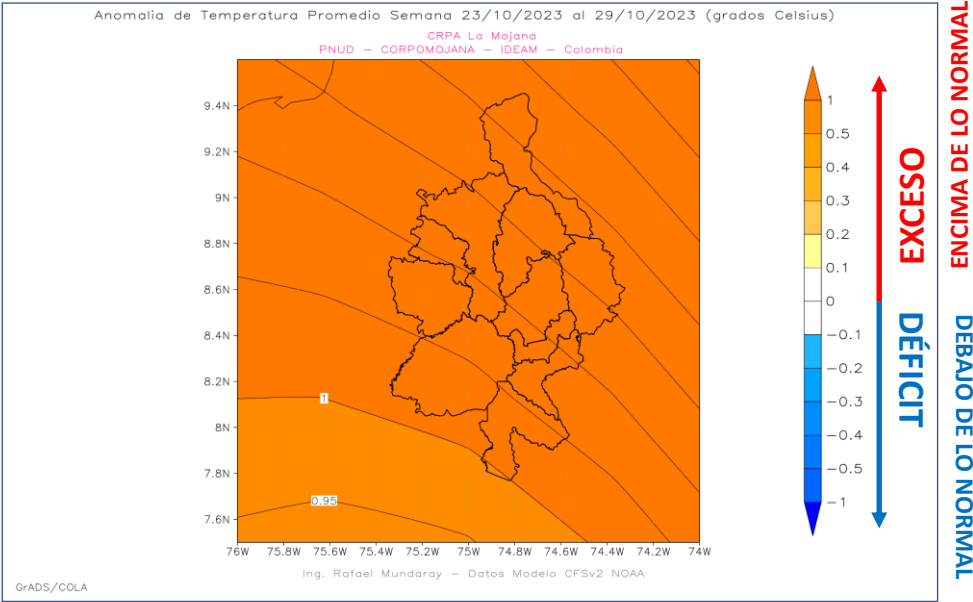 Anomalia de Temperatura Promedio Semana 23/10/2023 al 29/10/2023 (grados Celsius)
CRPA La Mojana
PNUD – CORPOMOJANA – IDEAM – Colombia
9.4N
9.2N
9N
8.8N
8.6N
8.4N
8.2N
8N
7.8N
7.6N
1
0.95
76W 75.8W 75.6W 75.4W 75.2W 75W 74.8W 74.6W 74.4W 74.2W 74W
Ing. Rafael Mundaray – Datos Modelo CFSv2 NOAA
GrADS/COLA
1
0.5
0.4
0.3
0.2
0.1
0
−0.1
−0.2
−0.3
−0.4
−0.5
−1
EXCESO
DÉFICIT
ENCIMA DE LO NORMAL
DEBAJO DE LO NORMAL